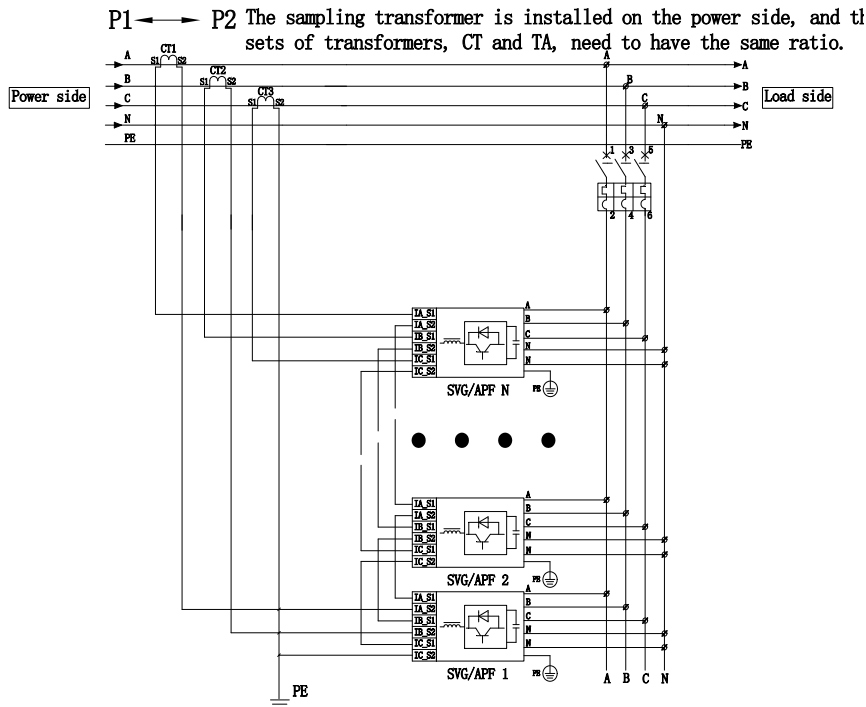 P1 P2 The sampling transformer is installed on the power side, and th
sets of transformers, CT and TA, need to have the same ratio.
A CT1 A A
S1 S2
B CT2 B B
S1 S2
Power side C CT3 C C Load side
S1 S2
N N N
PE PE
1 3 5
2 4 6
IA_S1 A
IA_S2 B
IB_S1 C
IB_S2 N
IC_S1 N
IC_S2 PE
SVG/APF N
IA_S1 A
IA_S2 B
IB_S1 C
IB_S2 N
IC_S1 N
IC_S2 PE
SVG/APF 2
IA_S1 A
IA_S2 B
IB_S1 C
IB_S2 N
IC_S1 N
IC_S2 PE
SVG/APF 1
A B C N
PE